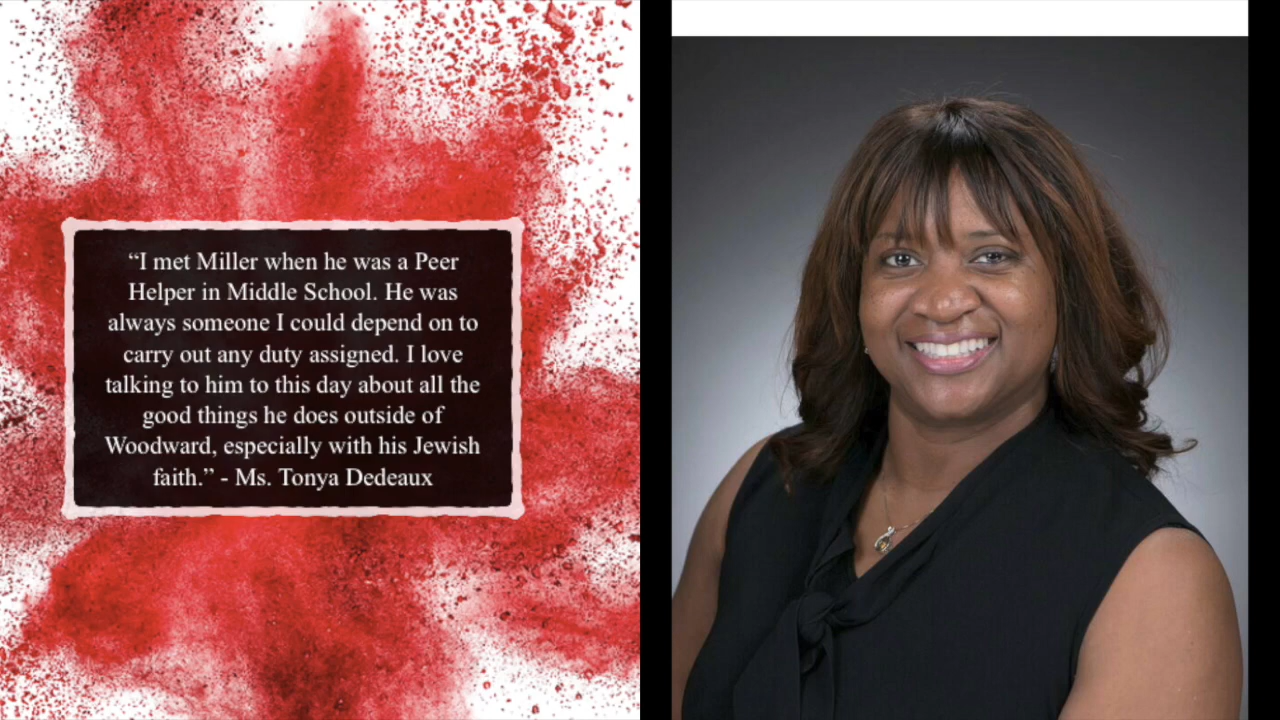 “I met Miller when he was a Peer
Helper in Middle School. He was
always someone I could depend on to
carry out any duty assigned. I love
talking to him to this day about all the
good things he does outside of
Woodward, especially with his Jewish
faith.” - Ms. Tonya Dedeaux